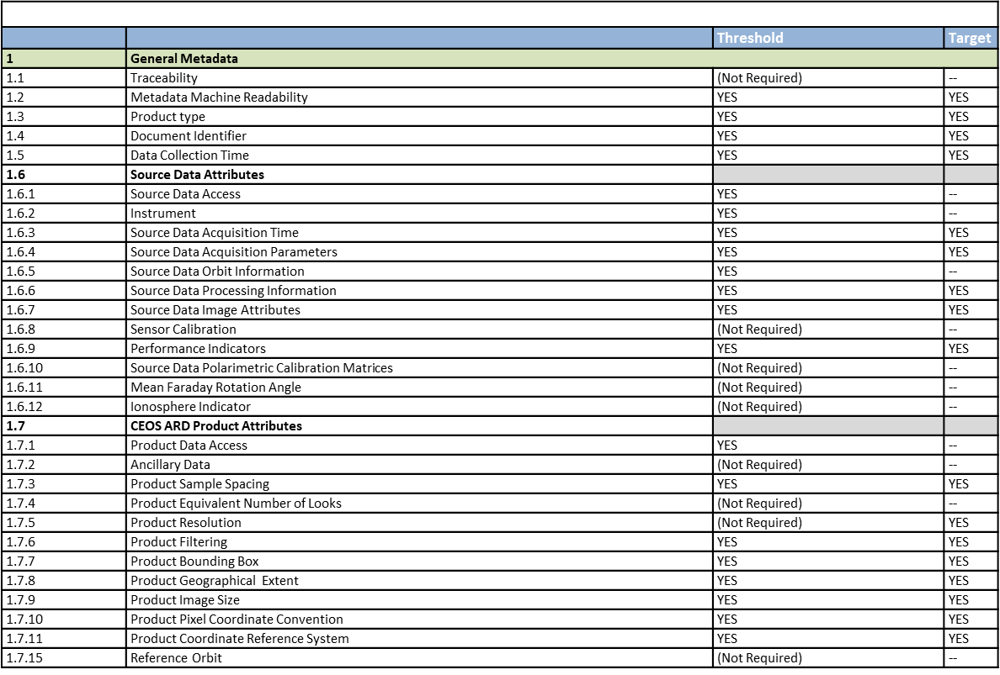 Threshold Target
1 General Metadata
1.1 Traceability (Not Required) --
1.2 Metadata Machine Readability YES YES
1.3 Product type YES YES
1.4 Document Identifier YES YES
1.5 Data Collection Time YES YES
1.6 Source Data Attributes
1.6.1 Source Data Access YES --
1.6.2 Instrument YES --
1.6.3 Source Data Acquisition Time YES YES
1.6.4 Source Data Acquisition Parameters YES YES
1.6.5 Source Data Orbit Information YES --
1.6.6 Source Data Processing Information YES YES
1.6.7 Source Data Image Attributes YES YES
1.6.8 Sensor Calibration (Not Required) --
1.6.9 Performance Indicators YES YES
1.6.10 Source Data Polarimetric Calibration Matrices (Not Required) --
1.6.11 Mean Faraday Rotation Angle (Not Required) --
1.6.12 Ionosphere Indicator (Not Required) --
1.7 CEOS ARD Product Attributes
1.7.1 Product Data Access YES --
1.7.2 Ancillary Data (Not Required) --
1.7.3 Product Sample Spacing YES YES
1.7.4 Product Equivalent Number of Looks (Not Required) --
1.7.5 Product Resolution (Not Required) YES
1.7.6 Product Filtering YES YES
1.7.7 Product Bounding Box YES YES
1.7.8 Product Geographical Extent YES YES
1.7.9 Product Image Size YES YES
1.7.10 Product Pixel Coordinate Convention YES YES
1.7.11 Product Coordinate Reference System YES YES
1.7.15 Reference Orbit (Not Required) --